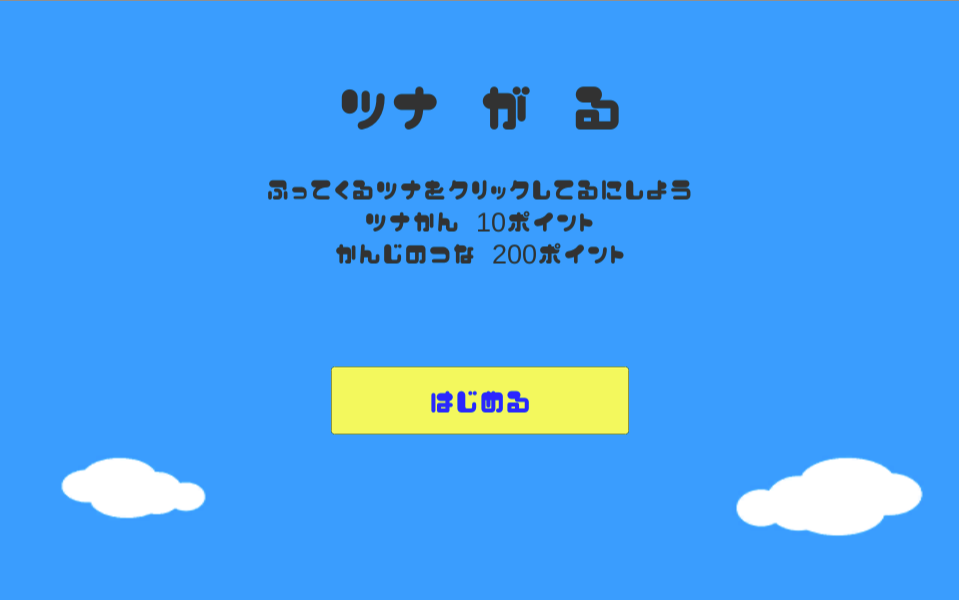 ツナ が る
ふってくるツナをクリックしてるにしよう
ツナかん 10ポイント
かんじのつな 200ポイント
はじめる